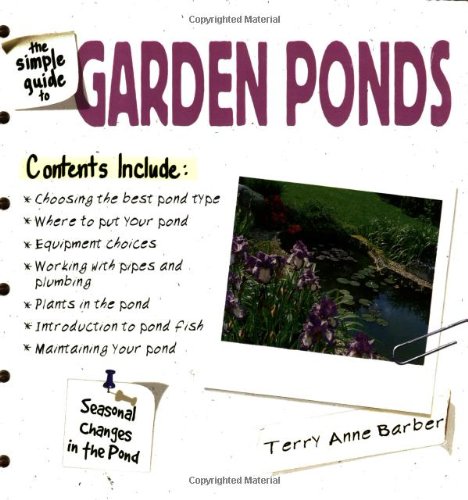 Copyrighted Material
the
simple
guide
to
GARDEN PONDS
Contents Include:
* Choosing the best pond type
* Where to put your pond
* Equipment choices
* Working with pipes and
plumbing
* Plants in the pond
* Introduction to pond fish
* Maintaining your pond
Seasonal
Changes
in the Pond
Terry Anne Barber
Copyrighted Material